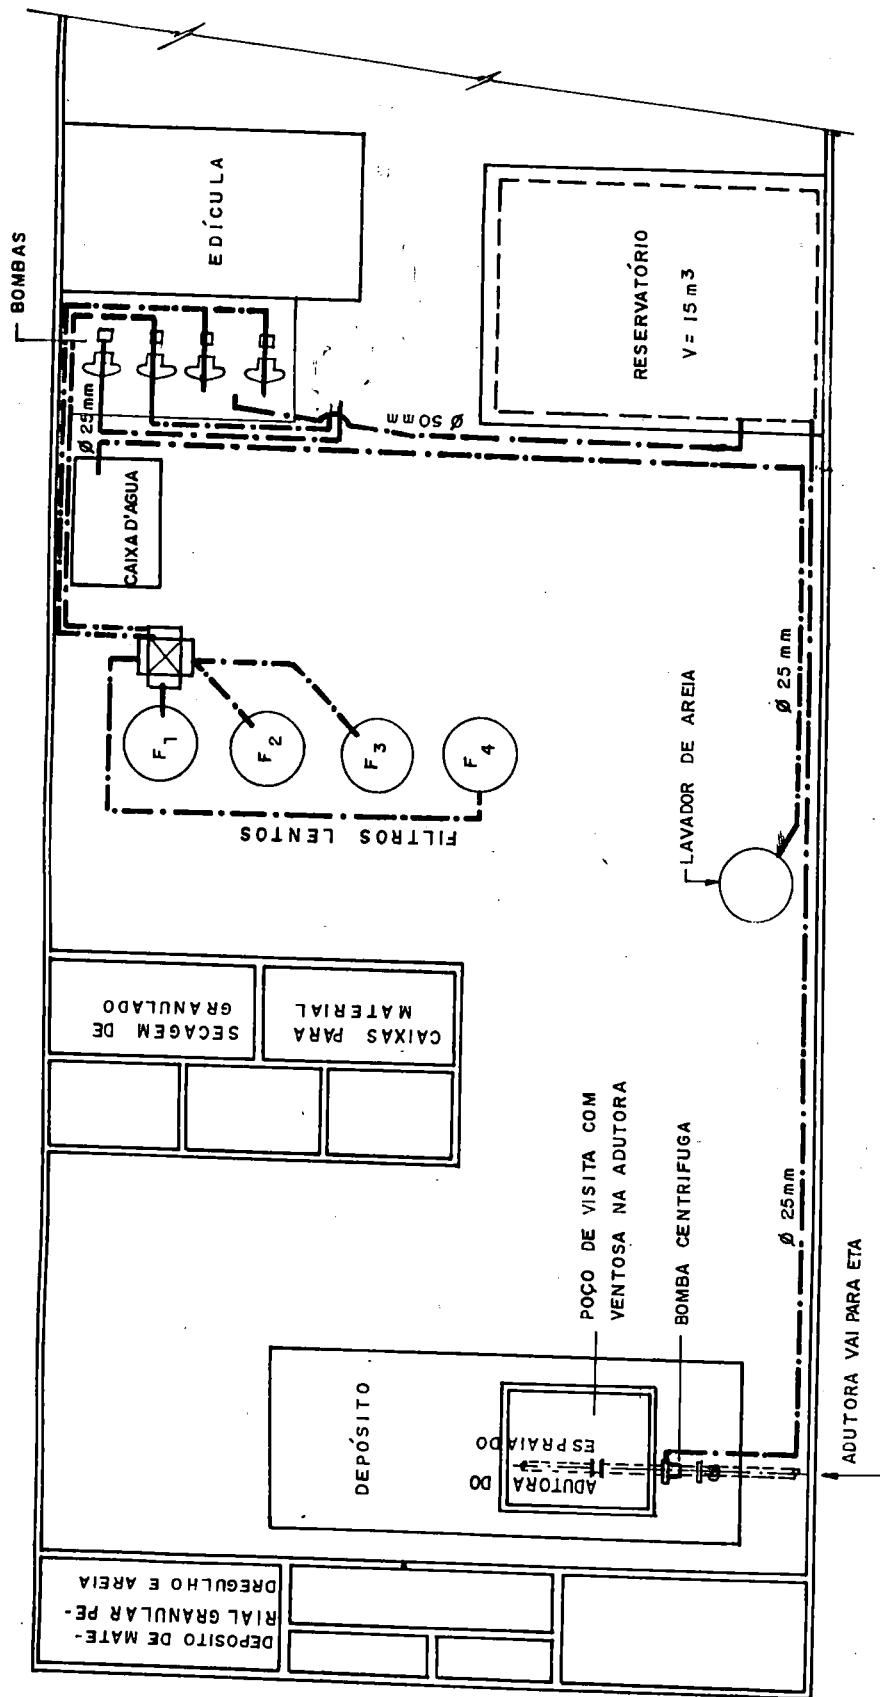 BOMBAS
EDÍCULA
RESERVATÓRIO
V = 15 m3
Ø 25 mm
Ø 50 mm
CAIXA D'AGUA
F1
F2
F3
F4
FILTROS LENTOS
Ø 25 mm
LAVADOR DE AREIA
CAIXAS PARA
MATERIAL
SECAGEM DE
GRANULADO
POÇO DE VISITA COM
VENTOSA NA ADUTORA
BOMBA CENTRIFUGA
Ø 25mm
DEPÓSITO
ADUTORA DO
ESPRAIADO
ADUTORA VAI PARA ETA
DEPOSITO DE MATE-
RIAL GRANULAR PE-
DREGULHO E AREIA